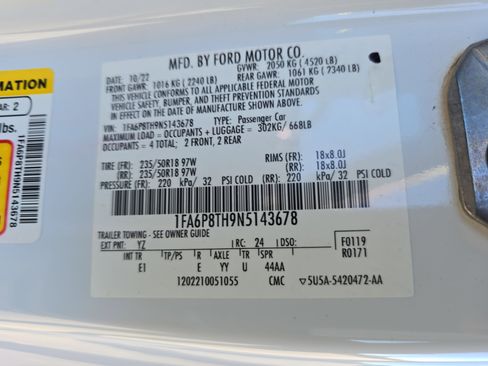 MFD. BY FORD MOTOR CO.
10/22 GVWR: 2050 KG ( 4520 LB)
FRONT GAWR: 1016 KG ( 2240 LB) REAR GAWR: 1061 KG ( 2340 LB)
THIS VEHICLE CONFORMS TO ALL APPLICABLE FEDERAL MOTOR
VEHICLE SAFETY, BUMPER, AND THEFT PREVENTION STANDARDS
IN EFFECT ON THE DATE OF MANUFACTURE SHOWN ABOVE.
VIN: 1FA6P8TH9N5143678 TYPE: Passenger Car
MAXIMUM LOAD = OCCUPANTS + LUGGAGE = 302KG/ 668LB
OCCUPANTS = 4 TOTAL; 2 FRONT, 2 REAR
TIRE (FR): 235/50R18 97W RIMS (FR): 18x8.0J
(RR): 235/50R18 97W (RR): 18x8.0J
PRESSURE (FR): 220 kPa/ 32 PSI COLD (RR): 220 kPa/ 32 PSI COLD
1FA6P8TH9N5143678
TRAILER TOWING - SEE OWNER GUIDE
EXT PNT: YZ RC: 24 DSO: F0119
R0171
INT TR TP/PS R AXLE TR SPR
E1 E YY U 44AA
1202210051055 CMC 5U5A-5420472-AA
RMATION
AR: 2
lbs.
1FA6P8TH9N5143678